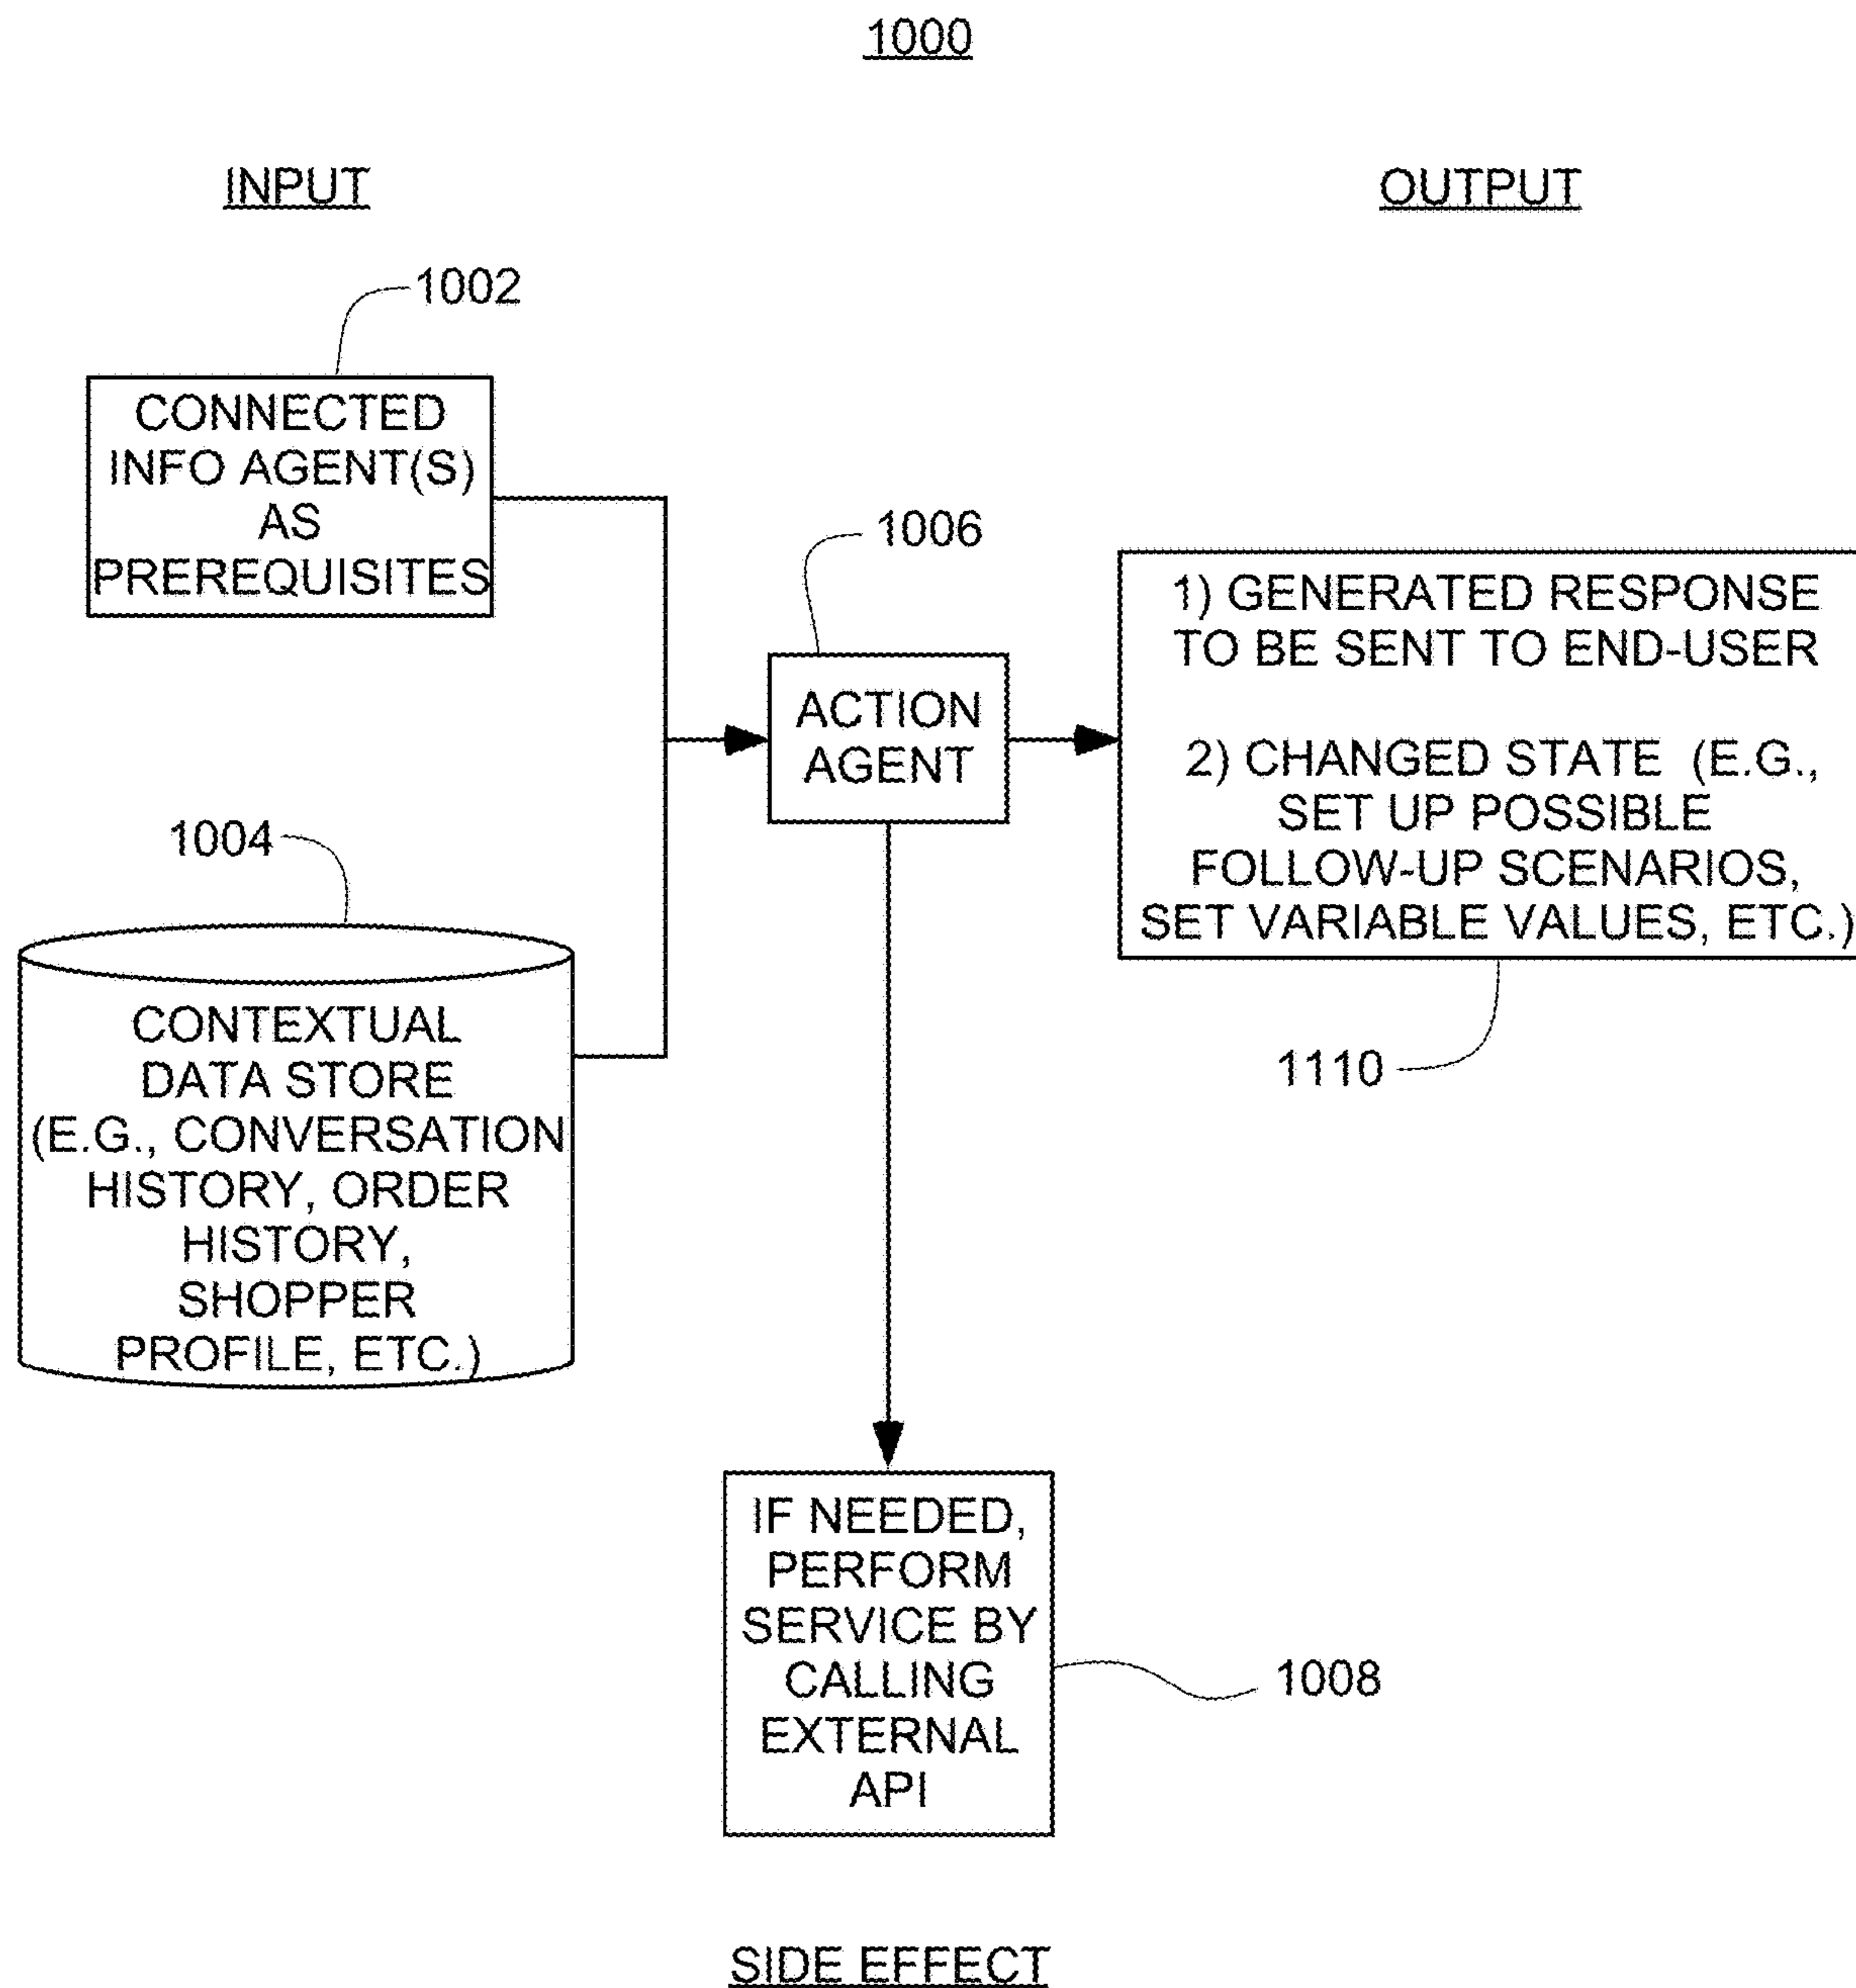 1000
INPUT
OUTPUT
1002
CONNECTED
INFO AGENT(S)
AS
PREREQUISITES
1004
CONTEXTUAL
DATA STORE
(E.G., CONVERSATION
HISTORY, ORDER
HISTORY,
SHOPPER
PROFILE, ETC.)
1006
ACTION
AGENT
1) GENERATED RESPONSE
TO BE SENT TO END-USER
2) CHANGED STATE (E.G.,
SET UP POSSIBLE
FOLLOW-UP SCENARIOS,
SET VARIABLE VALUES, ETC.)
1110
IF NEEDED,
PERFORM
SERVICE BY
CALLING
EXTERNAL
API
1008
SIDE EFFECT